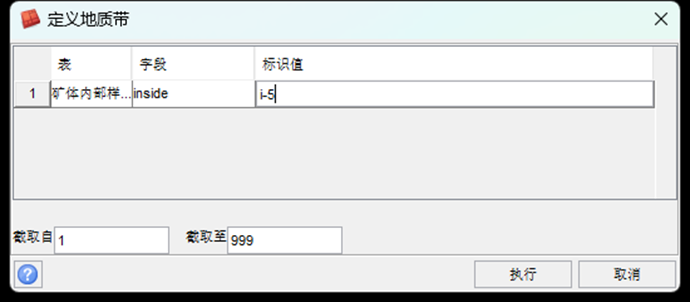 定义地质带
表 字段 标识值
1 矿体内部样... inside i-5
截取自 1 截取至 999
? 执行 取消